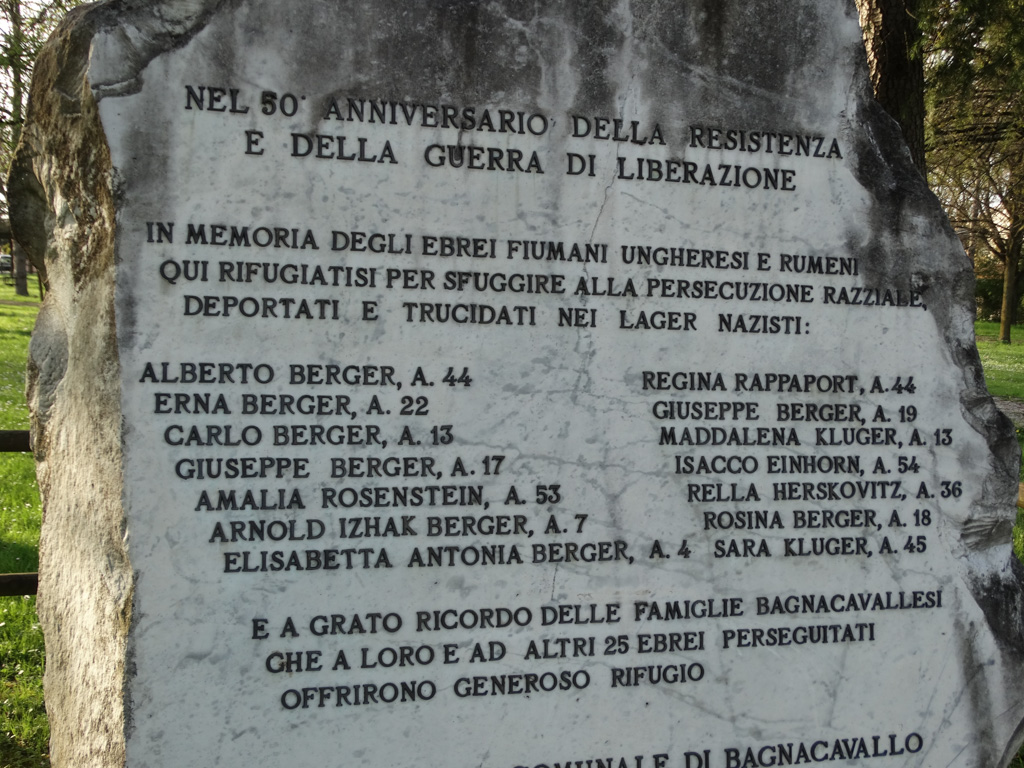 NEL 50° ANNIVERSARIO DELLA RESISTENZA
E DELLA GUERRA DI LIBERAZIONE
IN MEMORIA DEGLI EBREI FIUMANI UNGHERESI E RUMENI
QUI RIFUGIATISI PER SFUGGIRE ALLA PERSECUZIONE RAZZIALE,
DEPORTATI E TRUCIDATI NEI LAGER NAZISTI:
ALBERTO BERGER, A. 44
ERNA BERGER, A. 22
CARLO BERGER, A. 13
GIUSEPPE BERGER, A. 17
AMALIA ROSENSTEIN, A. 53
ARNOLD IZHAK BERGER, A. 7
ELISABETTA ANTONIA BERGER, A. 4
REGINA RAPPAPORT, A. 44
GIUSEPPE BERGER, A. 19
MADDALENA KLUGER, A. 13
ISACCO EINHORN, A. 54
RELLA HERSKOVITZ, A. 36
ROSINA BERGER, A. 18
SARA KLUGER, A. 45
E A GRATO RICORDO DELLE FAMIGLIE BAGNACAVALLESI
CHE A LORO E AD ALTRI 25 EBREI PERSEGUITATI
OFFRIRONO GENEROSO RIFUGIO
COMUNALE DI BAGNACAVALLO